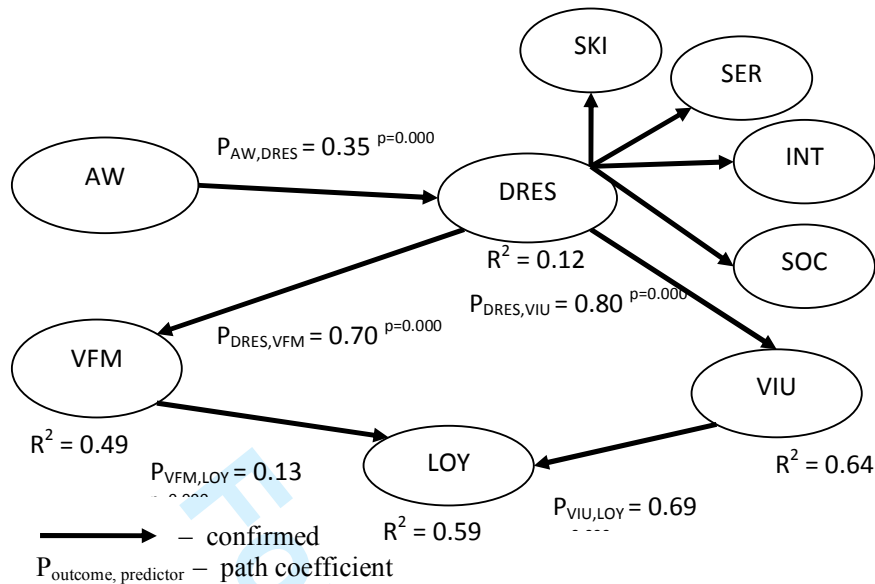 SKI
SER
P_AW,DRES = 0.35 p=0.000
INT
AW
DRES
SOC
R² = 0.12
P_DRES,VIU = 0.80 p=0.000
P_DRES,VFM = 0.70 p=0.000
VFM
VIU
R² = 0.49
LOY
R² = 0.64
P_VFM,LOY = 0.13
P_VIU,LOY = 0.69
R² = 0.59
– confirmed
P_outcome, predictor – path coefficient